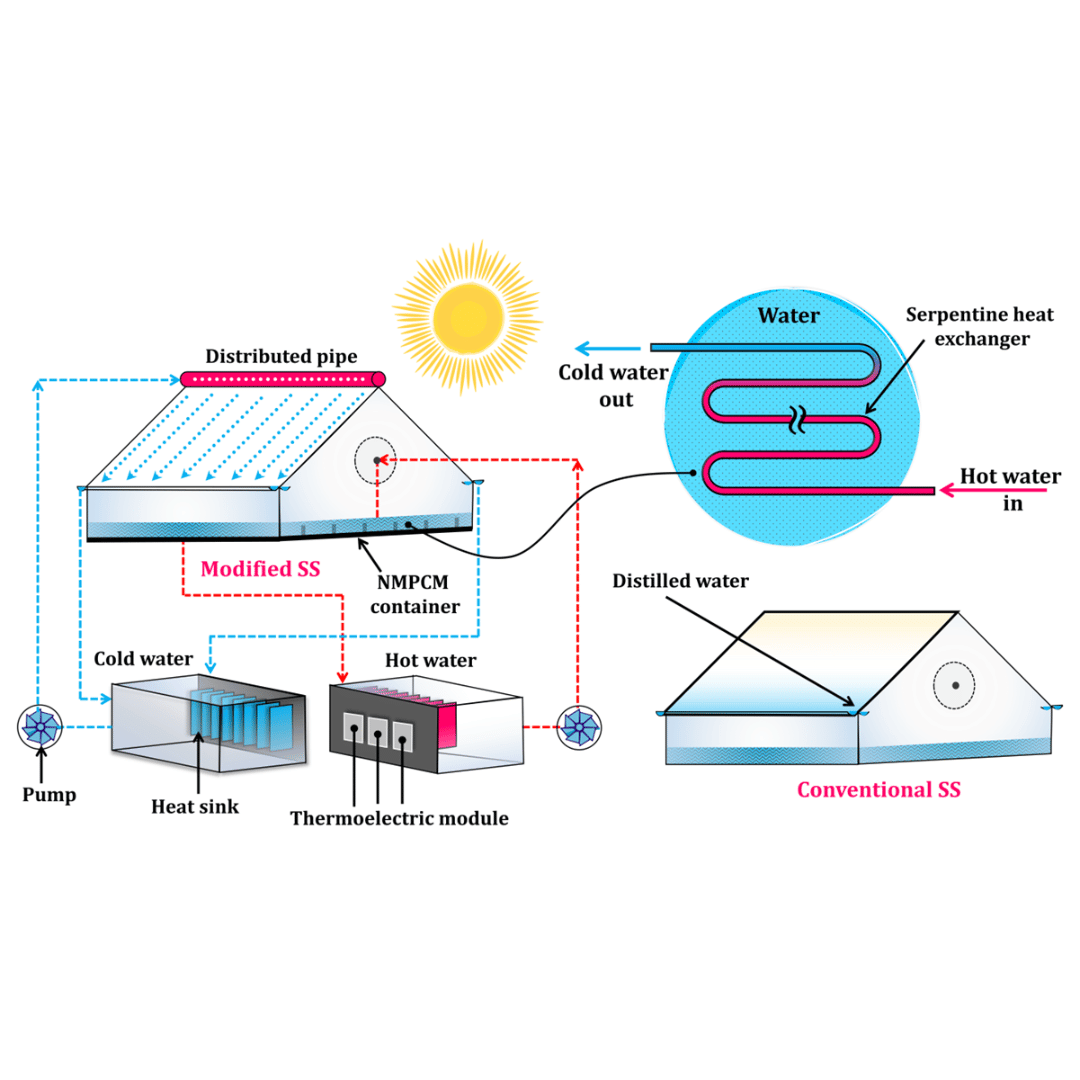 Distributed pipe
Water
Serpentine heat
exchanger
Cold water
out
Hot water
in
Modified SS
NMPCM
container
Distilled water
Cold water
Hot water
Pump
Heat sink
Thermoelectric module
Conventional SS